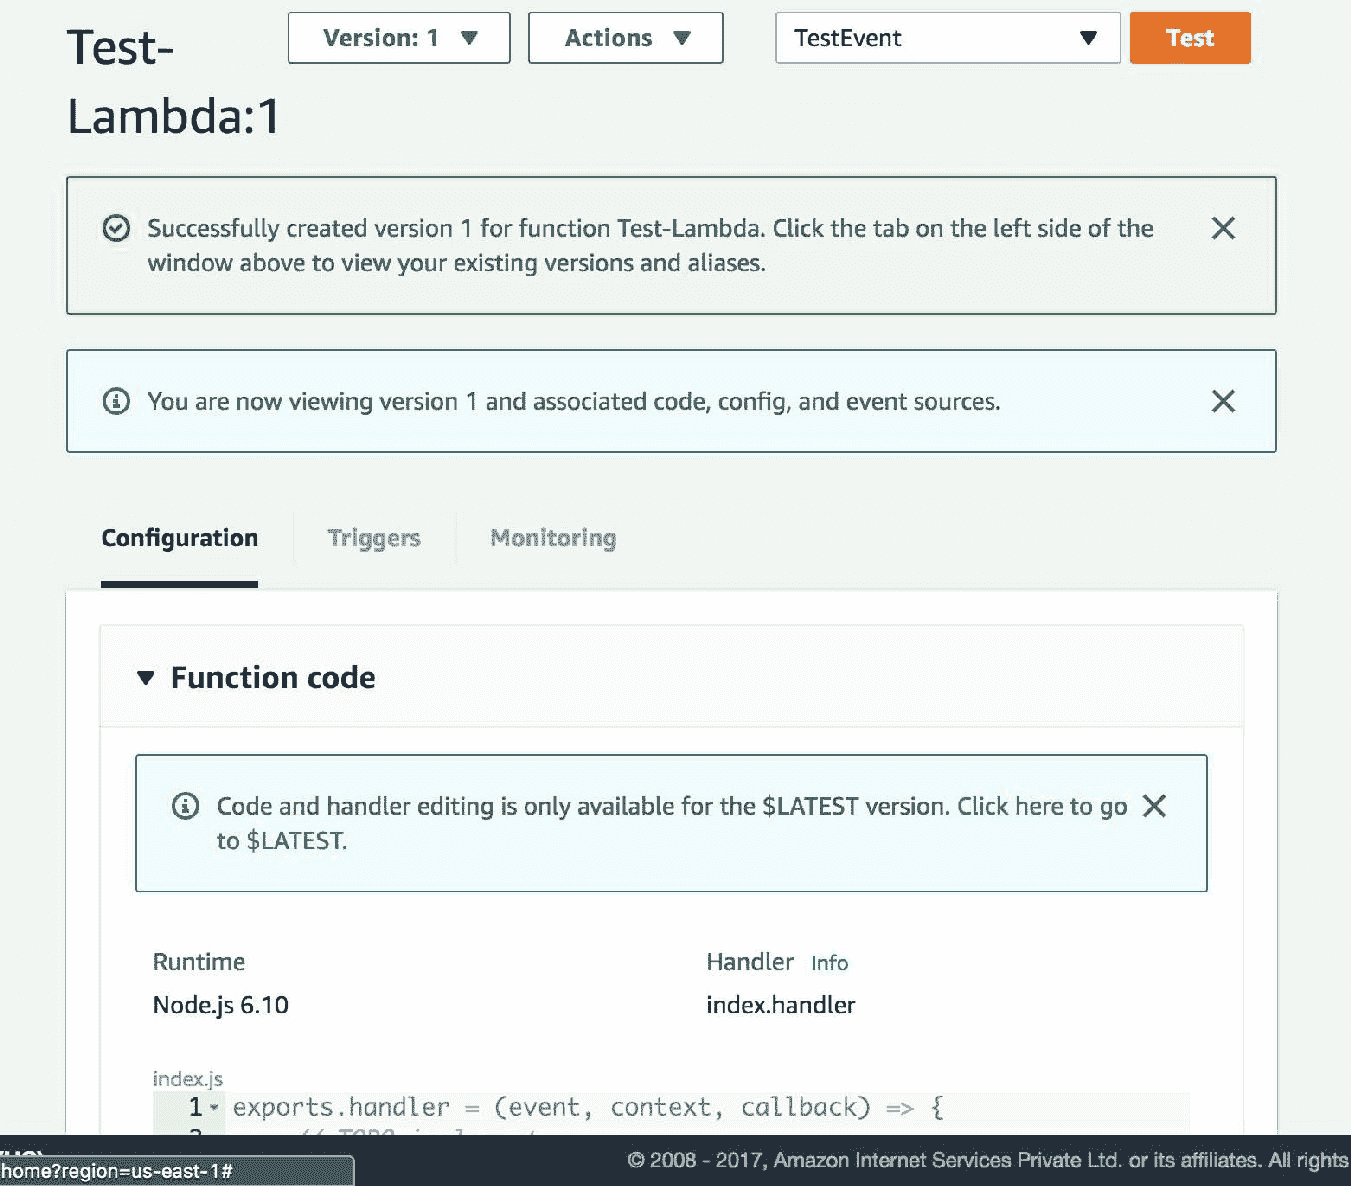 Test-
Lambda:1
Version: 1
Actions
TestEvent
Test
Successfully created version 1 for function Test-Lambda. Click the tab on the left side of the
window above to view your existing versions and aliases.
You are now viewing version 1 and associated code, config, and event sources.
Configuration
Triggers
Monitoring
Function code
Code and handler editing is only available for the $LATEST version. Click here to go
to $LATEST.
Runtime
Handler Info
Node.js 6.10
index.handler
index.js
1 exports.handler = (event, context, callback) => {
home?region=us-east-1#
© 2008 - 2017, Amazon Internet Services Private Ltd. or its affiliates. All rights